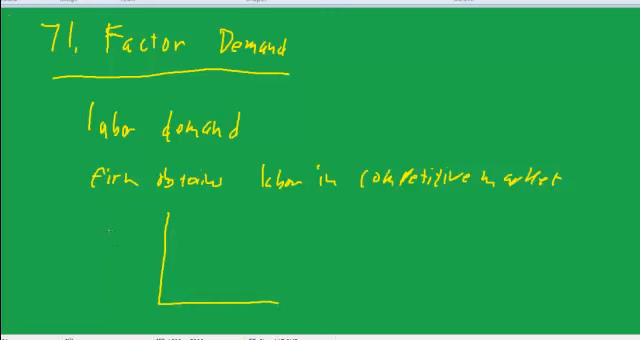 71. Factor Demand
labor demand
firm obtains labor in competitive market